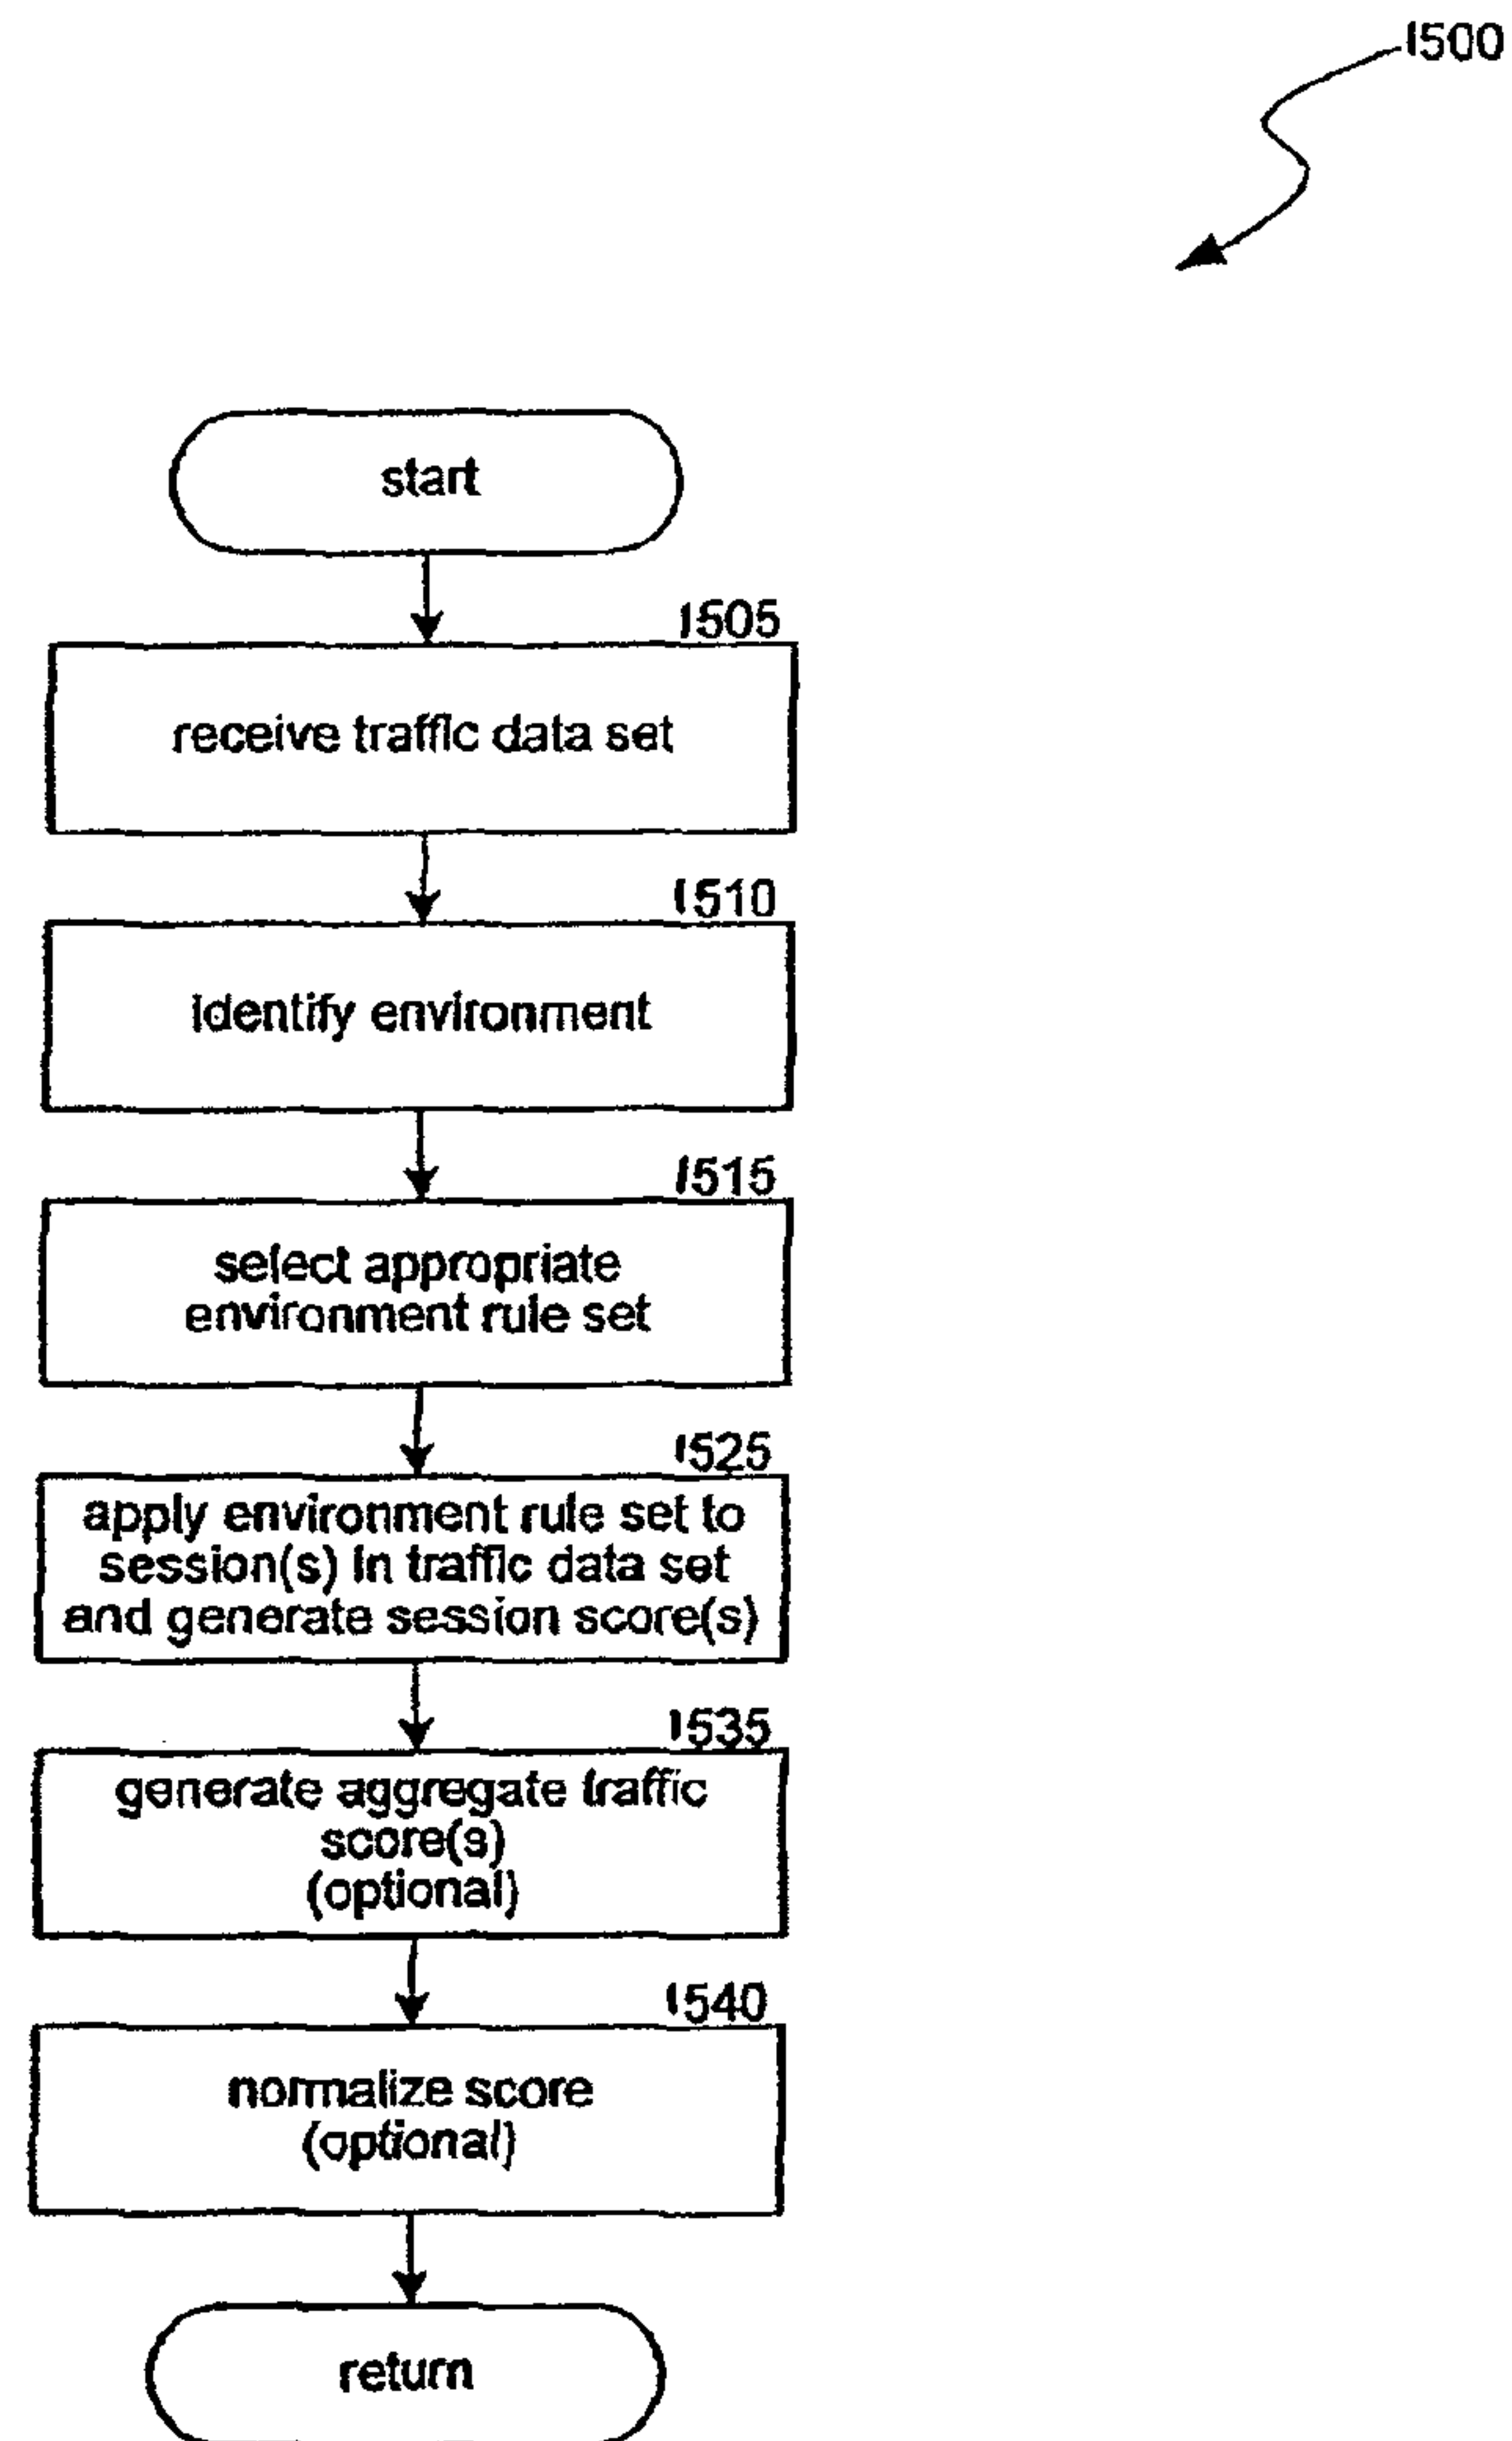 1500
start
1505
receive traffic data set
1510
identify environment
1515
select appropriate
environment rule set
1525
apply environment rule set to
session(s) in traffic data set
and generate session score(s)
1535
generate aggregate traffic
score(s)
(optional)
1540
normalize score
(optional)
return